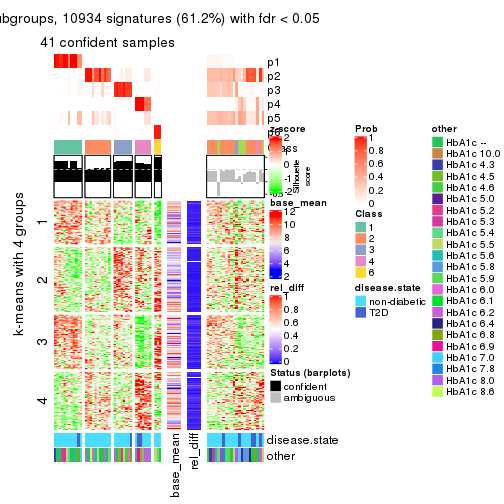 ubgroups, 10934 signatures (61.2%) with fdr < 0.05
41 confident samples
p1
p2
p3
p4
p5
Silhouette
score
k-means with 4 groups
1
2
3
4
z-score
2
1
0
-1
-2
base_mean
12
10
8
6
4
2
rel_diff
1
0.8
0.6
0.4
0.2
0
Status (barplots)
confident
ambiguous
Prob
1
0.8
0.6
0.4
0.2
0
Class
1
2
3
4
6
disease.state
non-diabetic
T2D
other
HbA1c --
HbA1c 10.0
HbA1c 4.3
HbA1c 4.5
HbA1c 4.6
HbA1c 5.0
HbA1c 5.2
HbA1c 5.3
HbA1c 5.4
HbA1c 5.5
HbA1c 5.6
HbA1c 5.8
HbA1c 5.9
HbA1c 6.0
HbA1c 6.1
HbA1c 6.2
HbA1c 6.4
HbA1c 6.8
HbA1c 6.9
HbA1c 7.0
HbA1c 7.8
HbA1c 8.0
HbA1c 8.6
disease.state
other
base_mean
rel_diff